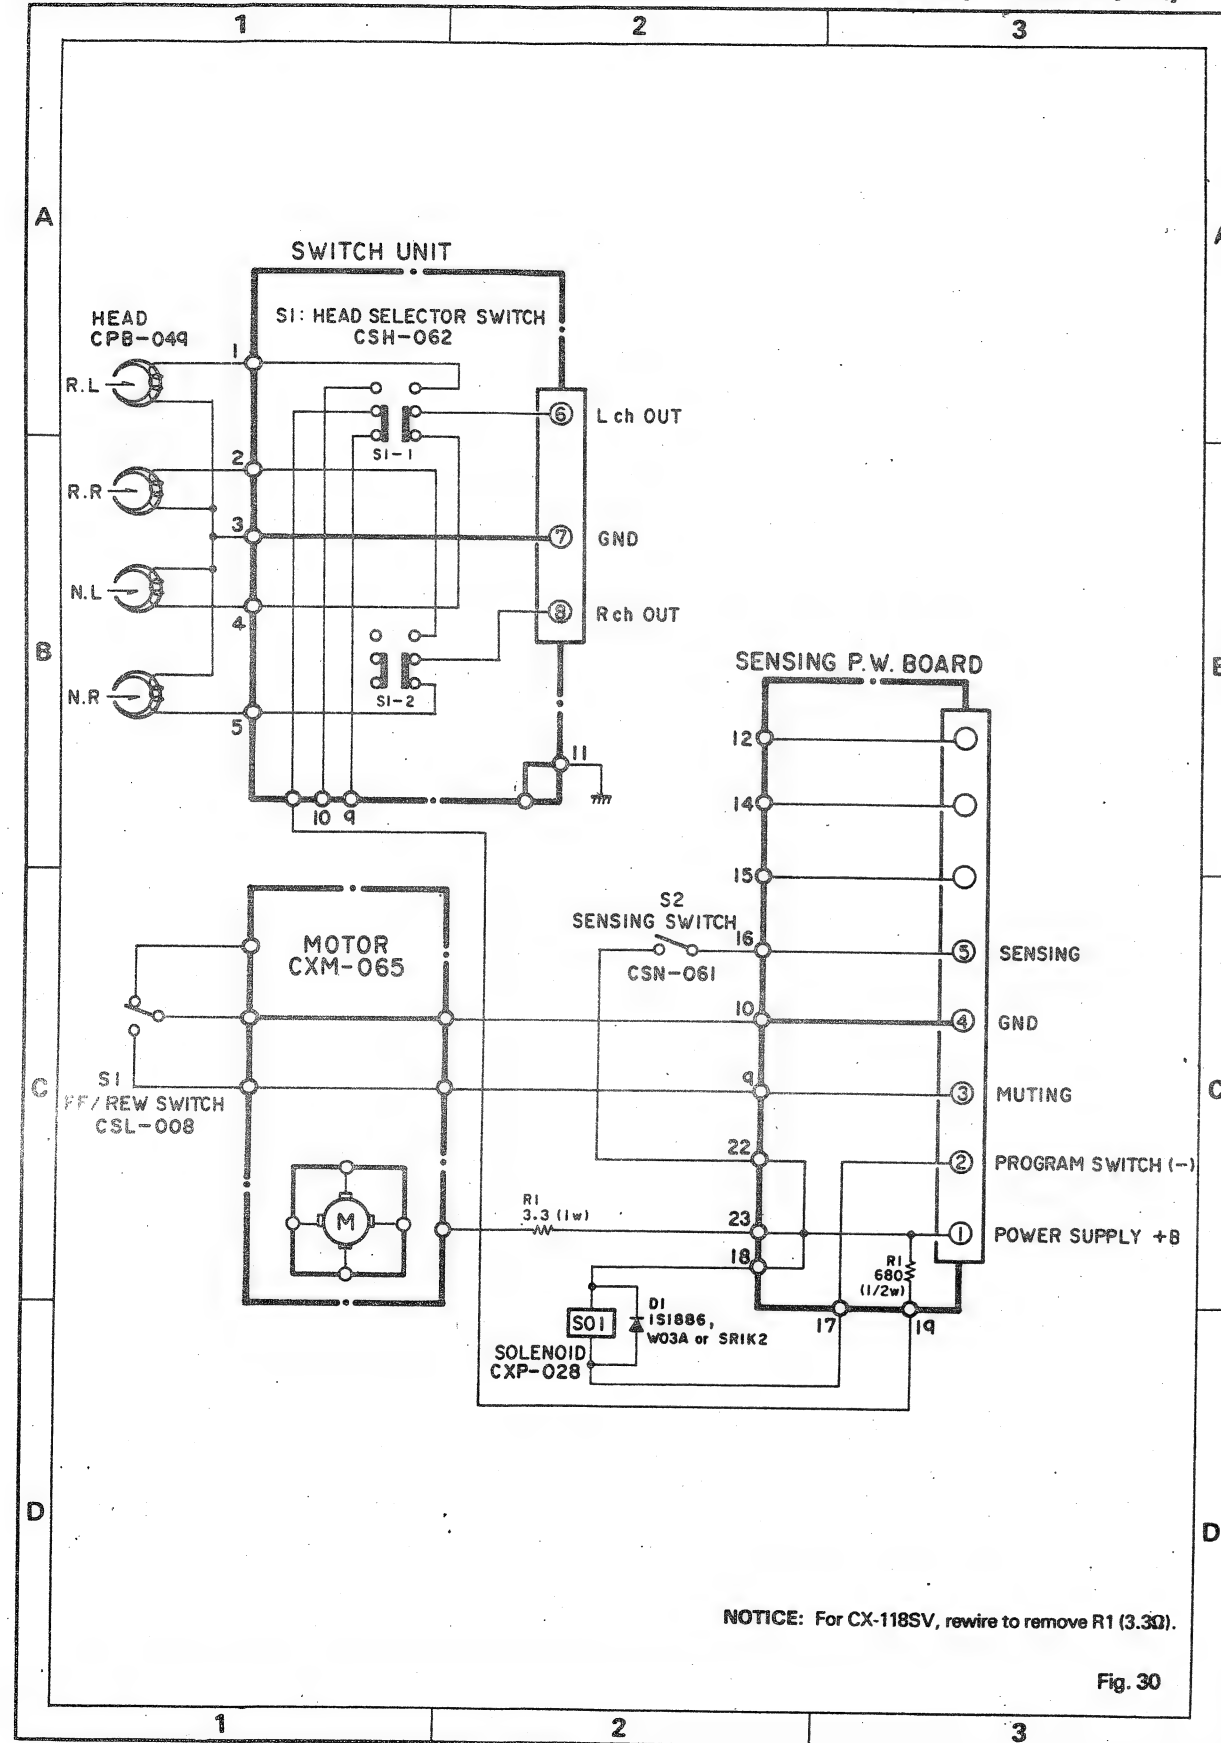 1 2 3
A
SWITCH UNIT
HEAD
CPB-049
S1: HEAD SELECTOR SWITCH
CSH-062
1
R.L
6 L ch OUT
S1-1
2
R.R
3
7 GND
N.L
4
8 R ch OUT
B
SENSING P.W. BOARD
N.R
S1-2
5
12
11
10 9
14
15
S2
SENSING SWITCH
16
CSN-061
5 SENSING
MOTOR
CXM-065
10
4 GND
C C
S1
FF/REW SWITCH
CSL-008
9
3 MUTING
22
2 PROGRAM SWITCH (-)
M
R1
3.3 (1w)
23
1 POWER SUPPLY +B
18
R1
680
(1/2w)
17 19
SO1
D1
1S1886,
W03A or SR1K2
SOLENOID
CXP-028
D D
NOTICE: For CX-118SV, rewire to remove R1 (3.3Ω).
Fig. 30
1 2 3